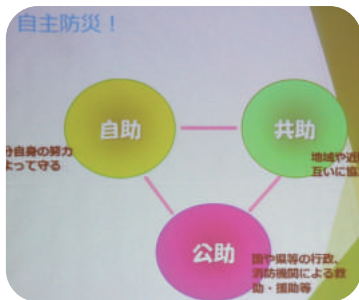 自主防災！
自助
共助
分自身の努力
よって守る
地域や近
互いに協
公助
国や県等の行政、
消防機関による救
助・援助等